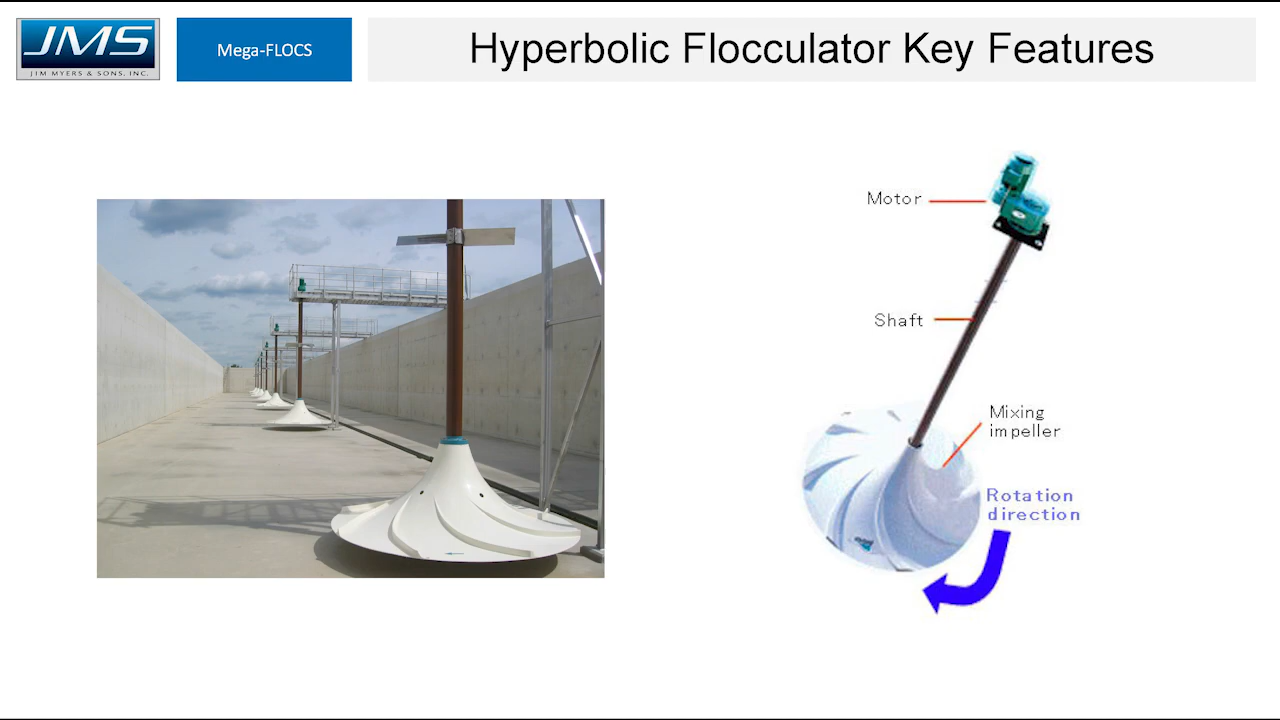 JMS
JIM MYERS & SONS, INC.
Mega-FLOCS
Hyperbolic Flocculator Key Features
Motor
Shaft
Mixing
impeller
Rotation
direction